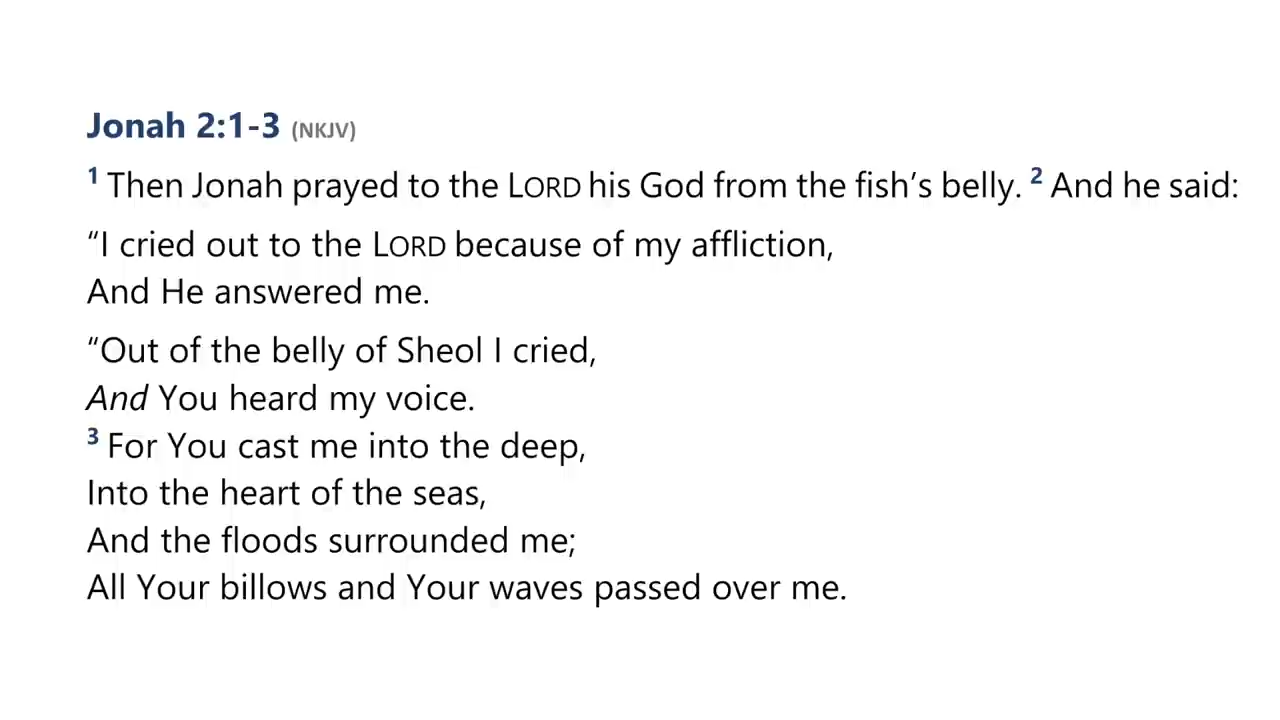 Jonah 2:1-3 (NKJV)
1 Then Jonah prayed to the LORD his God from the fish’s belly. 2 And he said:
“I cried out to the LORD because of my affliction,
And He answered me.
“Out of the belly of Sheol I cried,
And You heard my voice.
3 For You cast me into the deep,
Into the heart of the seas,
And the floods surrounded me;
All Your billows and Your waves passed over me.